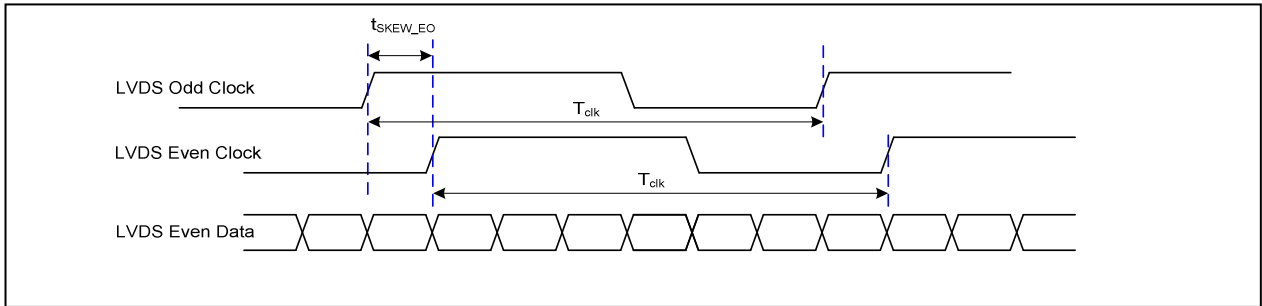 tSKEW_EO
LVDS Odd Clock
Tclk
LVDS Even Clock
Tclk
LVDS Even Data